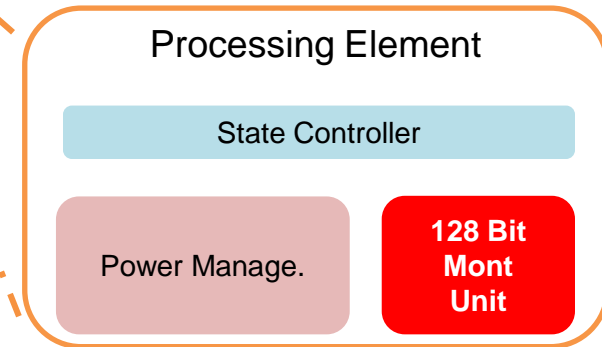 Processing Element
State Controller
Power Manage.
128 Bit
Mont
Unit